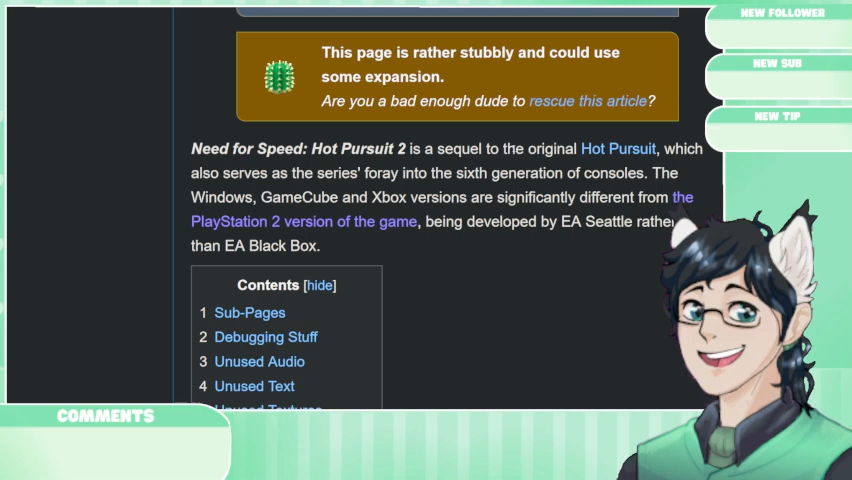 NEW FOLLOWER
NEW SUB
NEW TIP
This page is rather stubbly and could use
some expansion.
Are you a bad enough dude to rescue this article?
Need for Speed: Hot Pursuit 2 is a sequel to the original Hot Pursuit, which
also serves as the series' foray into the sixth generation of consoles. The
Windows, GameCube and Xbox versions are significantly different from the
PlayStation 2 version of the game, being developed by EA Seattle rather
than EA Black Box.
Contents [hide]
1 Sub-Pages
2 Debugging Stuff
3 Unused Audio
4 Unused Text
Unused Textures
COMMENTS